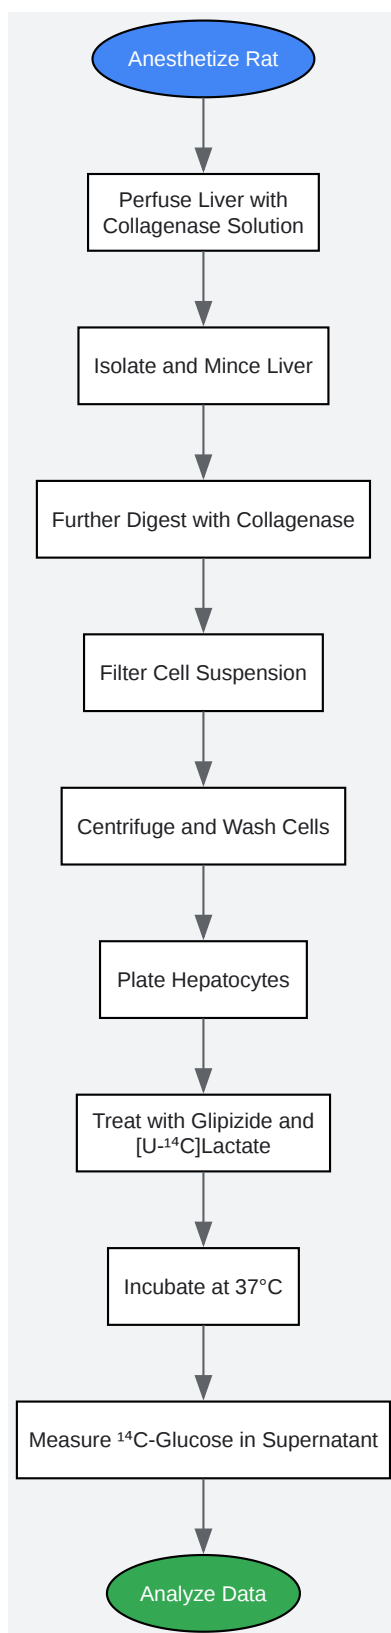 Anesthetize Rat
Perfuse Liver with
Collagenase Solution
Isolate and Mince Liver
Further Digest with Collagenase
Filter Cell Suspension
Centrifuge and Wash Cells
Plate Hepatocytes
Treat with Glipizide and
[U-¹⁴C]Lactate
Incubate at 37°C
Measure ¹⁴C-Glucose in Supernatant
Analyze Data